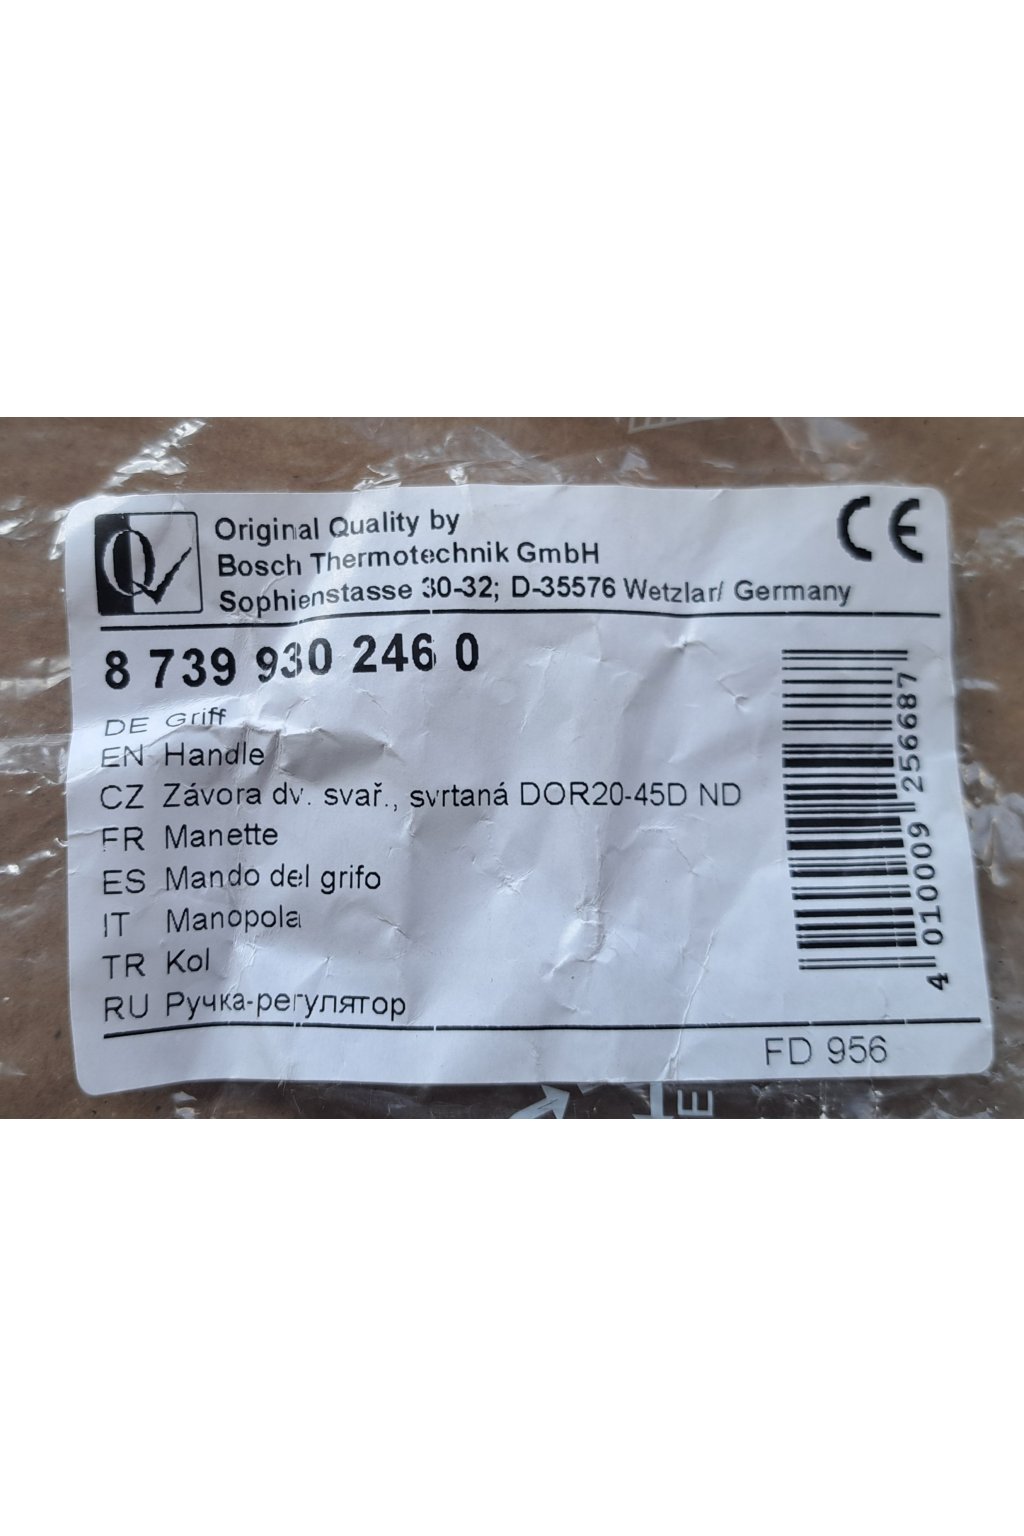 Original Quality by
Bosch Thermotechnik GmbH
Sophienstasse 30-32; D-35576 Wetzlar/ Germany
CE
8 739 930 246 0
DE Griff
EN Handle
CZ Závora dv. svař., svrtaná DOR20-45D ND
FR Manette
ES Mando del grifo
IT Manopola
TR Kol
RU Ручка-регулятор
4 010009 256687
FD 956